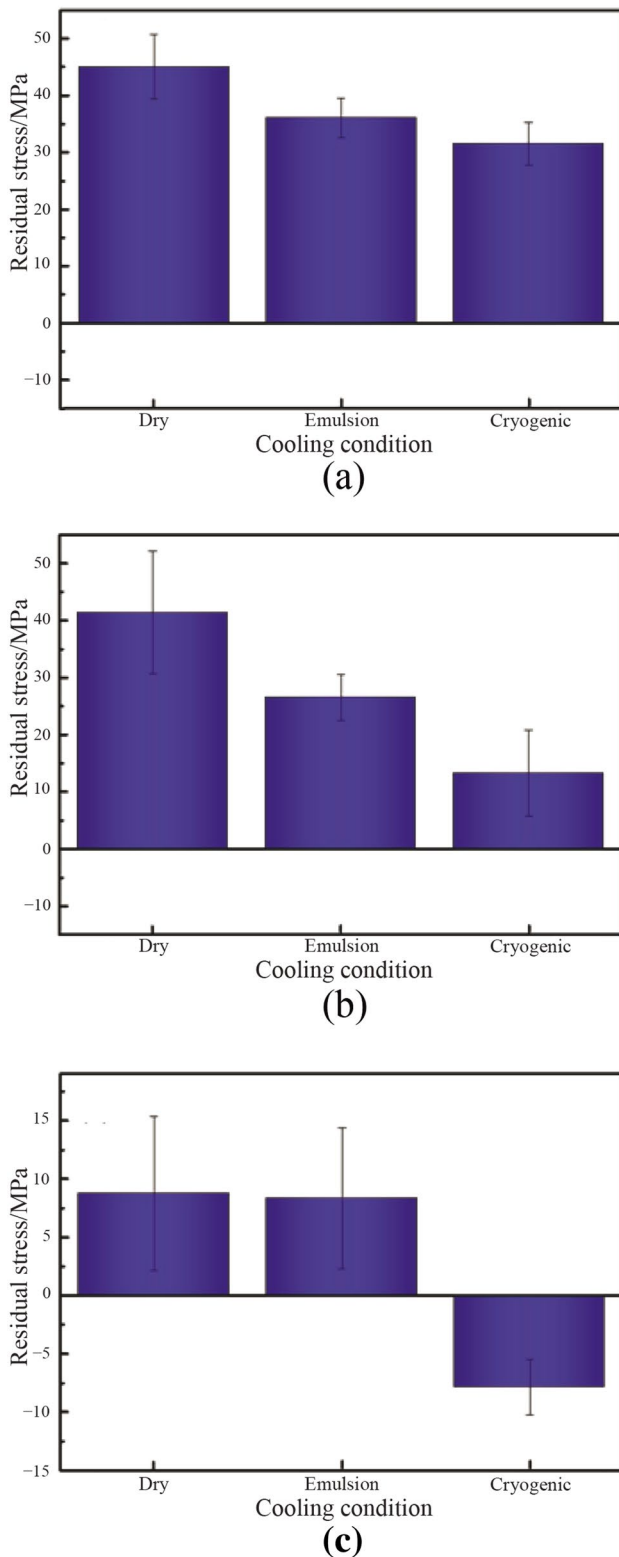 50
40
30
20
10
0
−10
Residual stress/MPa
Dry Emulsion Cryogenic
Cooling condition
(a)
50
40
30
20
10
0
−10
Residual stress/MPa
Dry Emulsion Cryogenic
Cooling condition
(b)
15
10
5
0
−5
−10
−15
Residual stress/MPa
Dry Emulsion Cryogenic
Cooling condition
(c)